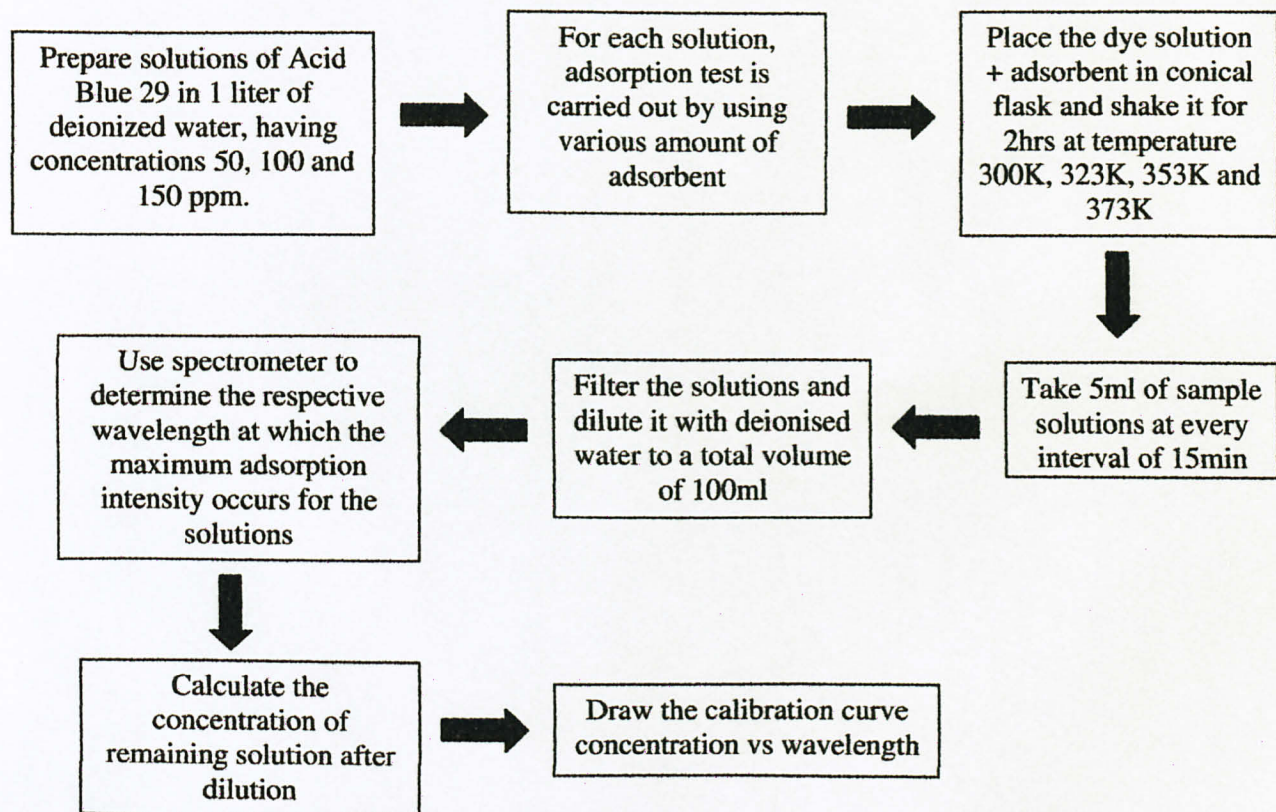 Prepare solutions of Acid
Blue 29 in 1 liter of
deionized water, having
concentrations 50, 100 and
150 ppm.
For each solution,
adsorption test is
carried out by using
various amount of
adsorbent
Place the dye solution
+ adsorbent in conical
flask and shake it for
2hrs at temperature
300K, 323K, 353K and
373K
Take 5ml of sample
solutions at every
interval of 15min
Filter the solutions and
dilute it with deionised
water to a total volume
of 100ml
Use spectrometer to
determine the respective
wavelength at which the
maximum adsorption
intensity occurs for the
solutions
Calculate the
concentration of
remaining solution after
dilution
Draw the calibration curve
concentration vs wavelength